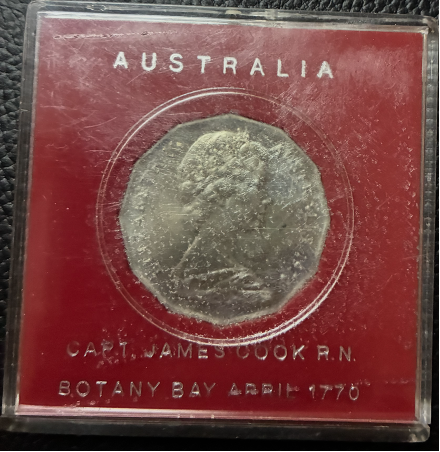 AUSTRALIA
CAPT. JAMES COOK R.N.
BOTANY BAY APRIL 1770